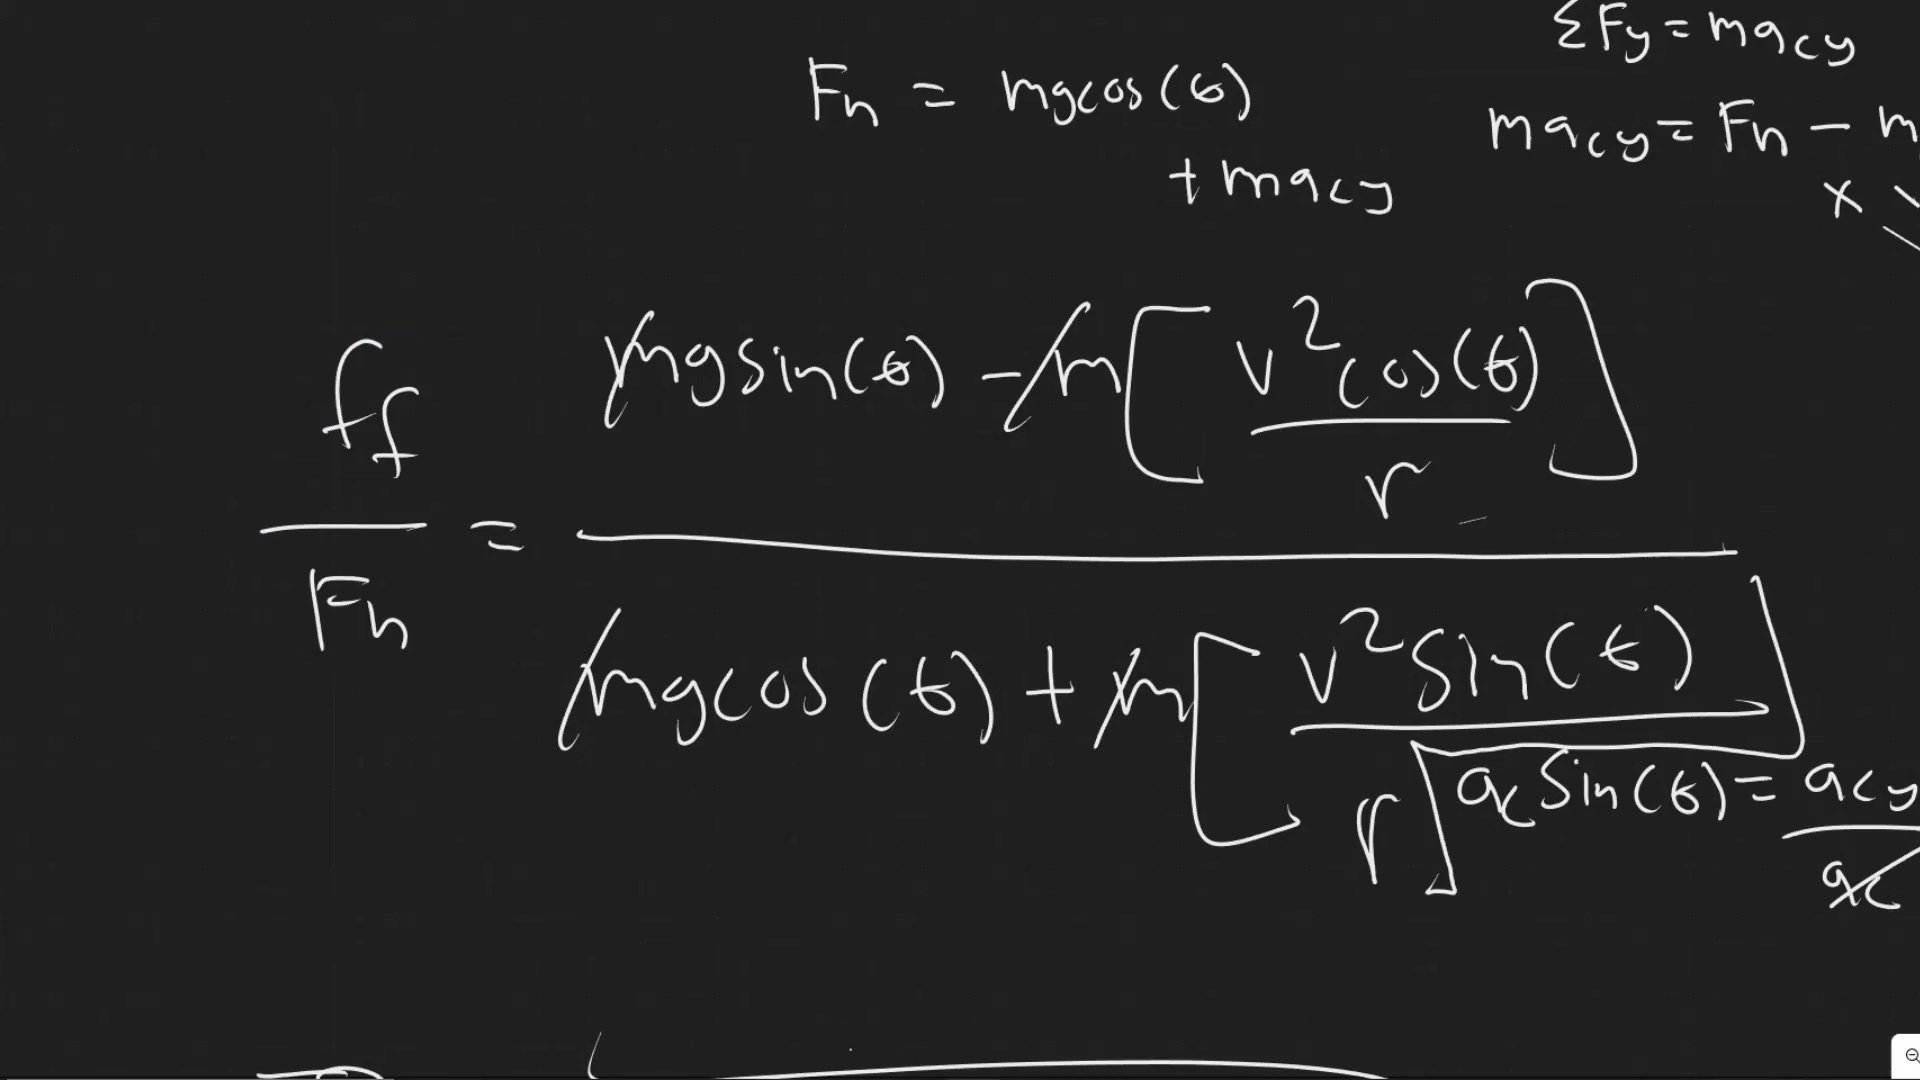 ΣFy = macy
Fn = mgcos(θ)
macy = Fn - m
+ macy
x
ff / Fn = mgsin(θ) - m[v²cos(θ) / r] / mgcos(θ) + m[v²sin(θ) / r]
ac sin(θ) = acy
ac